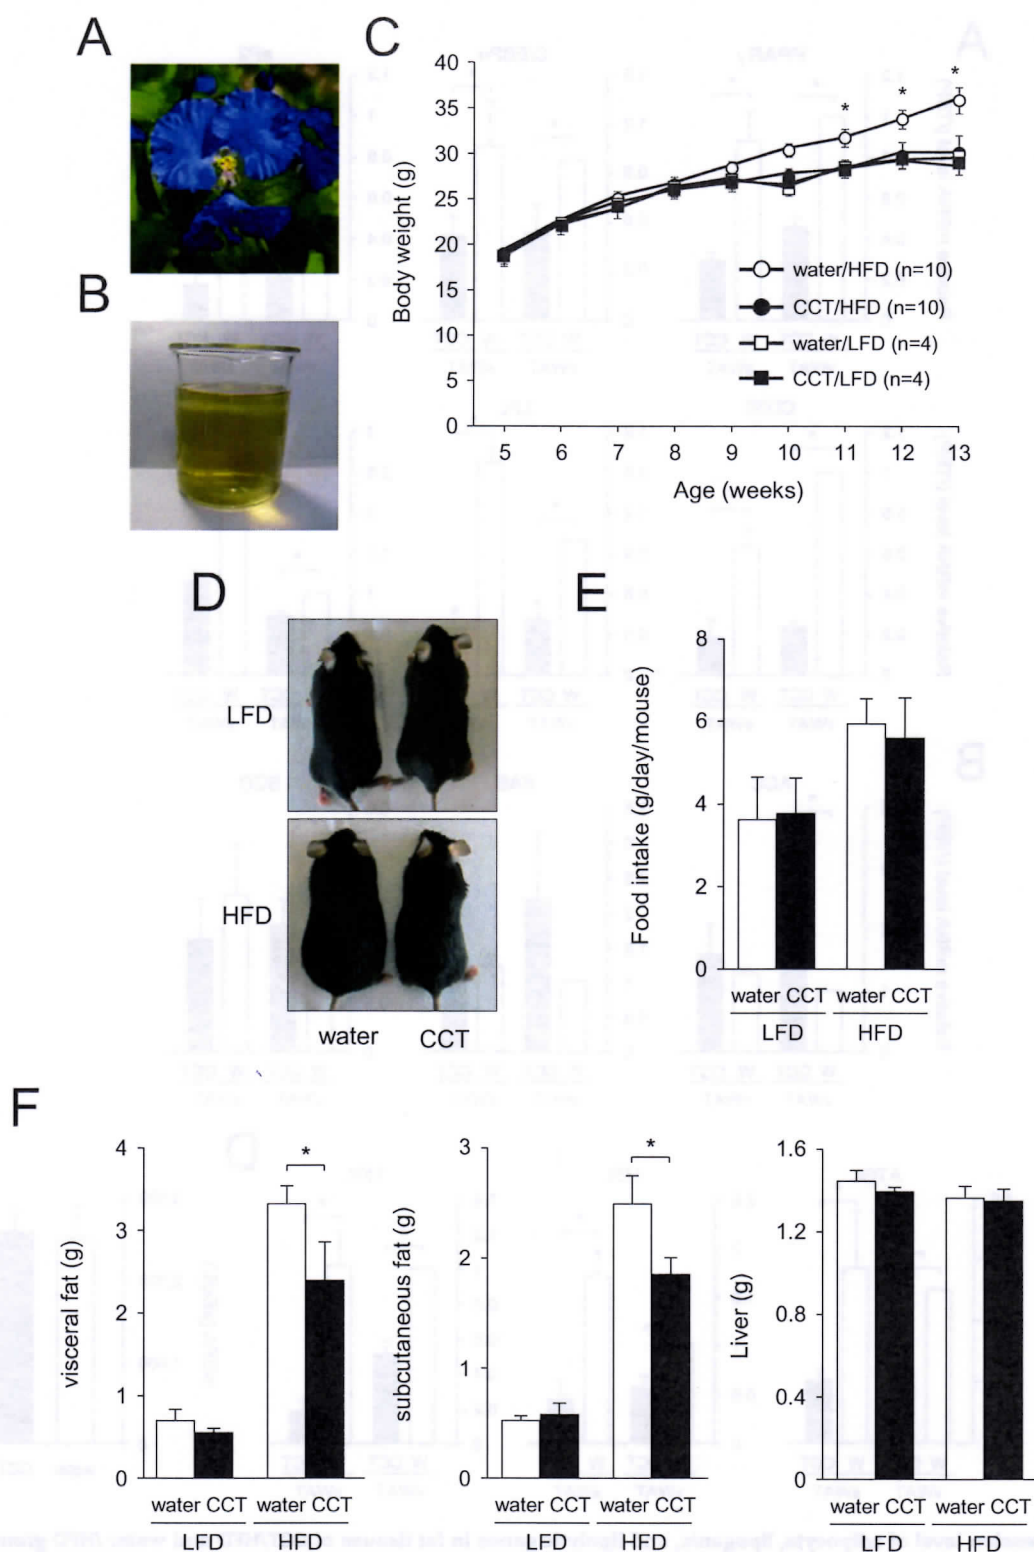 A
B
C
40
35
30
25
20
15
10
5
0
Body weight (g)
* * *
water/HFD (n=10)
CCT/HFD (n=10)
water/LFD (n=4)
CCT/LFD (n=4)
5 6 7 8 9 10 11 12 13
Age (weeks)
D
LFD
HFD
water CCT
E
8
6
4
2
0
Food intake (g/day/mouse)
water CCT water CCT
LFD HFD
F
4
3
2
1
0
visceral fat (g)
*
water CCT water CCT
LFD HFD
3
2
1
0
subcutaneous fat (g)
*
water CCT water CCT
LFD HFD
1.6
1.2
0.8
0.4
0
Liver (g)
water CCT water CCT
LFD HFD